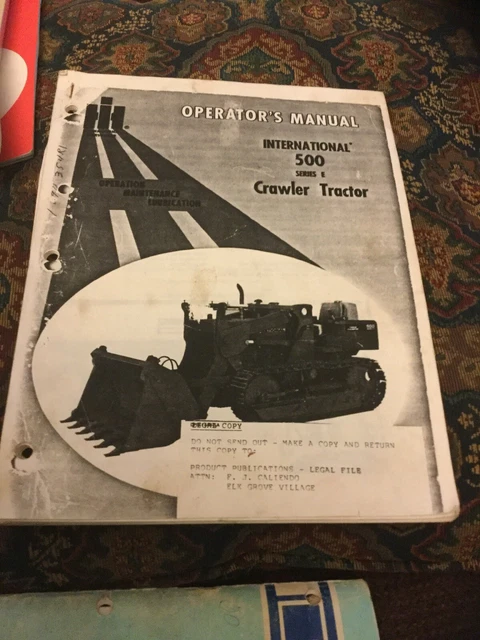 OPERATOR'S MANUAL
INTERNATIONAL
500
SERIES E
Crawler Tractor
OPERATION
MAINTENANCE
LUBRICATION
COPY
DO NOT SEND OUT - MAKE A COPY AND RETURN
THIS COPY TO:
PRODUCT PUBLICATIONS - LEGAL FILE
ATTN: F. J. CALIENDO
ELK GROVE VILLAGE